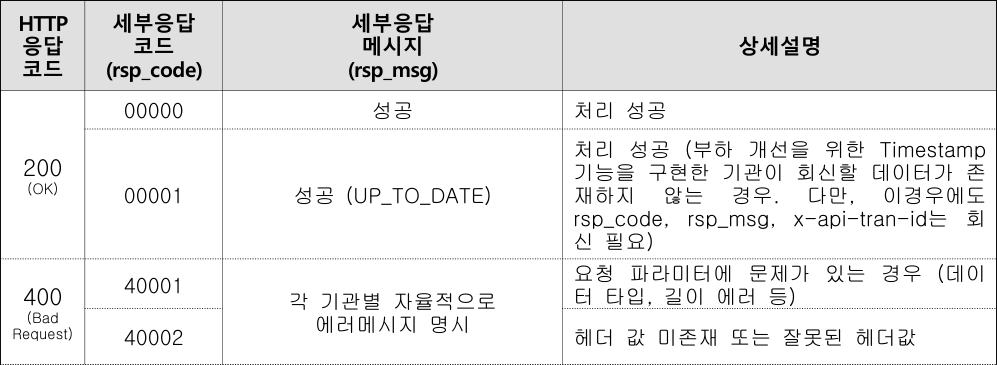 HTTP
응답
코드
세부응답
코드
(rsp_code)
세부응답
메시지
(rsp_msg)
상세설명
200
(OK)
00000
성공
처리 성공
00001
성공 (UP_TO_DATE)
처리 성공 (부하 개선을 위한 Timestamp
기능을 구현한 기관이 회신할 데이터가 존
재하지 않는 경우. 다만, 이경우에도
rsp_code, rsp_msg, x-api-tran-id는 회
신 필요)
400
(Bad
Request)
40001
각 기관별 자율적으로
에러메시지 명시
요청 파라미터에 문제가 있는 경우 (데이
터 타입, 길이 에러 등)
40002
헤더 값 미존재 또는 잘못된 헤더값